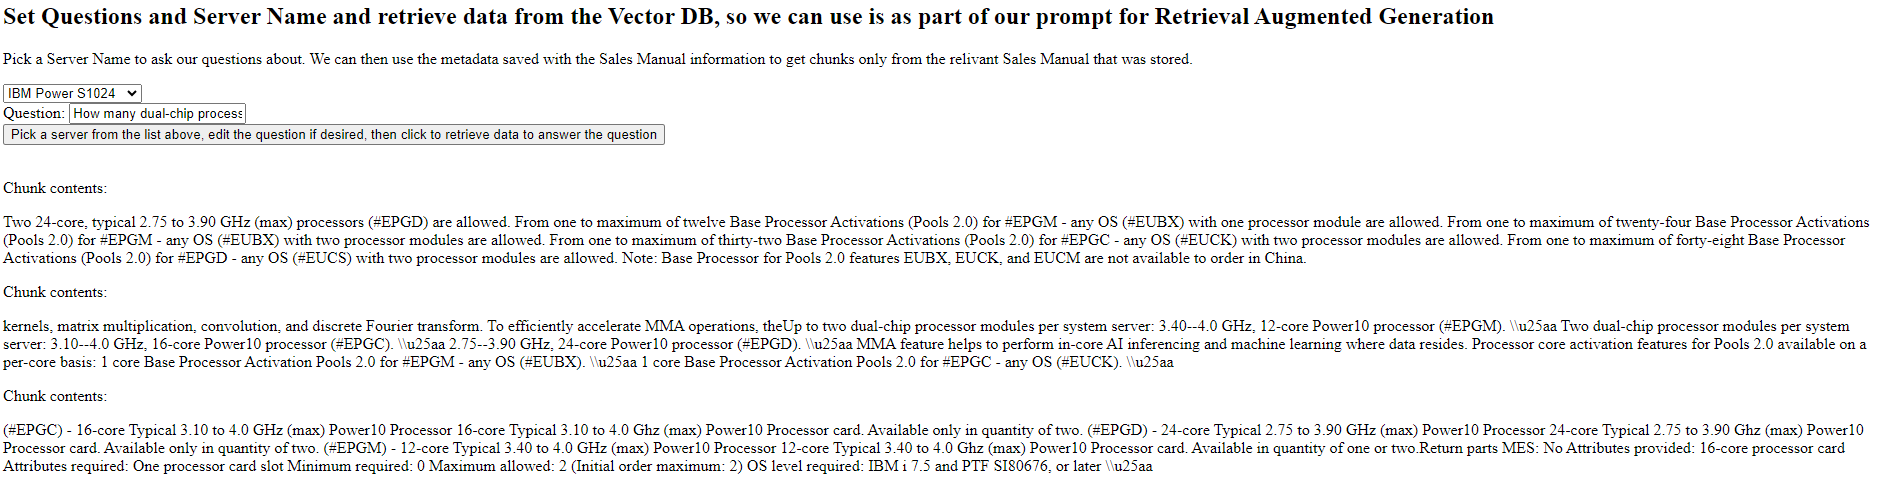 Set Questions and Server Name and retrieve data from the Vector DB, so we can use is as part of our prompt for Retrieval Augmented Generation
Pick a Server Name to ask our questions about. We can then use the metadata saved with the Sales Manual information to get chunks only from the relivant Sales Manual that was stored.
IBM Power S1024
Question: How many dual-chip process
Pick a server from the list above, edit the question if desired, then click to retrieve data to answer the question
Chunk contents:
Two 24-core, typical 2.75 to 3.90 GHz (max) processors (#EPGD) are allowed. From one to maximum of twelve Base Processor Activations (Pools 2.0) for #EPGM - any OS (#EUBX) with one processor module are allowed. From one to maximum of twenty-four Base Processor Activations
(Pools 2.0) for #EPGM - any OS (#EUBX) with two processor modules are allowed. From one to maximum of thirty-two Base Processor Activations (Pools 2.0) for #EPGC - any OS (#EUCK) with two processor modules are allowed. From one to maximum of forty-eight Base Processor
Activations (Pools 2.0) for #EPGD - any OS (#EUCS) with two processor modules are allowed. Note: Base Processor for Pools 2.0 features EUBX, EUCK, and EUCM are not available to order in China.
Chunk contents:
kernels, matrix multiplication, convolution, and discrete Fourier transform. To efficiently accelerate MMA operations, theUp to two dual-chip processor modules per system server: 3.40--4.0 GHz, 12-core Power10 processor (#EPGM). \\u25aa Two dual-chip processor modules per system
server: 3.10--4.0 GHz, 16-core Power10 processor (#EPGC). \\u25aa 2.75--3.90 GHz, 24-core Power10 processor (#EPGD). \\u25aa MMA feature helps to perform in-core AI inferencing and machine learning where data resides. Processor core activation features for Pools 2.0 available on a
per-core basis: 1 core Base Processor Activation Pools 2.0 for #EPGM - any OS (#EUBX). \\u25aa 1 core Base Processor Activation Pools 2.0 for #EPGC - any OS (#EUCK). \\u25aa
Chunk contents:
(#EPGC) - 16-core Typical 3.10 to 4.0 GHz (max) Power10 Processor 16-core Typical 3.10 to 4.0 Ghz (max) Power10 Processor card. Available only in quantity of two. (#EPGD) - 24-core Typical 2.75 to 3.90 GHz (max) Power10 Processor 24-core Typical 2.75 to 3.90 Ghz (max) Power10
Processor card. Available only in quantity of two. (#EPGM) - 12-core Typical 3.40 to 4.0 GHz (max) Power10 Processor 12-core Typical 3.40 to 4.0 Ghz (max) Power10 Processor card. Available in quantity of one or two.Return parts MES: No Attributes provided: 16-core processor card
Attributes required: One processor card slot Minimum required: 0 Maximum allowed: 2 (Initial order maximum: 2) OS level required: IBM i 7.5 and PTF SI80676, or later \\u25aa